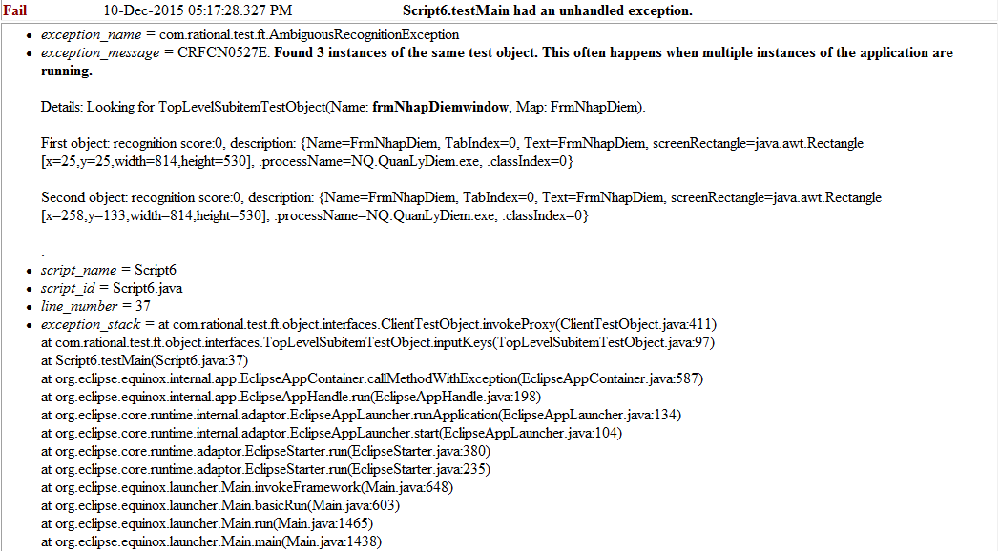 Fail 10-Dec-2015 05:17:28.327 PM Script6.testMain had an unhandled exception.
• exception_name = com.rational.test.ft.AmbiguousRecognitionException
• exception_message = CRFCN0527E: Found 3 instances of the same test object. This often happens when multiple instances of the application are
running.
Details: Looking for TopLevelSubitemTestObject(Name: frmNhapDiemwindow, Map: FrmNhapDiem).
First object: recognition score:0, description: {Name=FrmNhapDiem, TabIndex=0, Text=FrmNhapDiem, screenRectangle=java.awt.Rectangle
[x=25,y=25,width=814,height=530], .processName=NQ.QuanLyDiem.exe, .classIndex=0}
Second object: recognition score:0, description: {Name=FrmNhapDiem, TabIndex=0, Text=FrmNhapDiem, screenRectangle=java.awt.Rectangle
[x=258,y=133,width=814,height=530], .processName=NQ.QuanLyDiem.exe, .classIndex=0}
.
• script_name = Script6
• script_id = Script6.java
• line_number = 37
• exception_stack = at com.rational.test.ft.object.interfaces.ClientTestObject.invokeProxy(ClientTestObject.java:411)
at com.rational.test.ft.object.interfaces.TopLevelSubitemTestObject.inputKeys(TopLevelSubitemTestObject.java:97)
at Script6.testMain(Script6.java:37)
at org.eclipse.equinox.internal.app.EclipseAppContainer.callMethodWithException(EclipseAppContainer.java:587)
at org.eclipse.equinox.internal.app.EclipseAppHandle.run(EclipseAppHandle.java:198)
at org.eclipse.core.runtime.internal.adaptor.EclipseAppLauncher.runApplication(EclipseAppLauncher.java:134)
at org.eclipse.core.runtime.internal.adaptor.EclipseAppLauncher.start(EclipseAppLauncher.java:104)
at org.eclipse.core.runtime.adaptor.EclipseStarter.run(EclipseStarter.java:380)
at org.eclipse.core.runtime.adaptor.EclipseStarter.run(EclipseStarter.java:235)
at org.eclipse.equinox.launcher.Main.invokeFramework(Main.java:648)
at org.eclipse.equinox.launcher.Main.basicRun(Main.java:603)
at org.eclipse.equinox.launcher.Main.run(Main.java:1465)
at org.eclipse.equinox.launcher.Main.main(Main.java:1438)